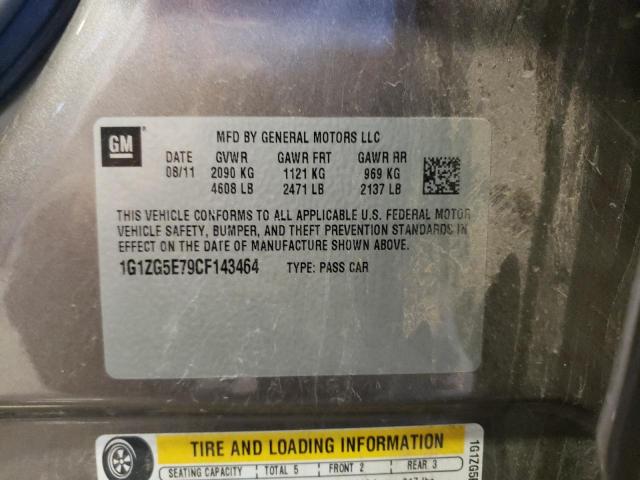 GM
MFD BY GENERAL MOTORS LLC
DATE GVWR GAWR FRT GAWR RR
08/11 2090 KG 1121 KG 969 KG
4608 LB 2471 LB 2137 LB
THIS VEHICLE CONFORMS TO ALL APPLICABLE U.S. FEDERAL MOTOR
VEHICLE SAFETY, BUMPER, AND THEFT PREVENTION STANDARDS IN
EFFECT ON THE DATE OF MANUFACTURE SHOWN ABOVE.
1G1ZG5E79CF143464 TYPE: PASS CAR
TIRE AND LOADING INFORMATION
SEATING CAPACITY TOTAL 5 FRONT 2 REAR 3